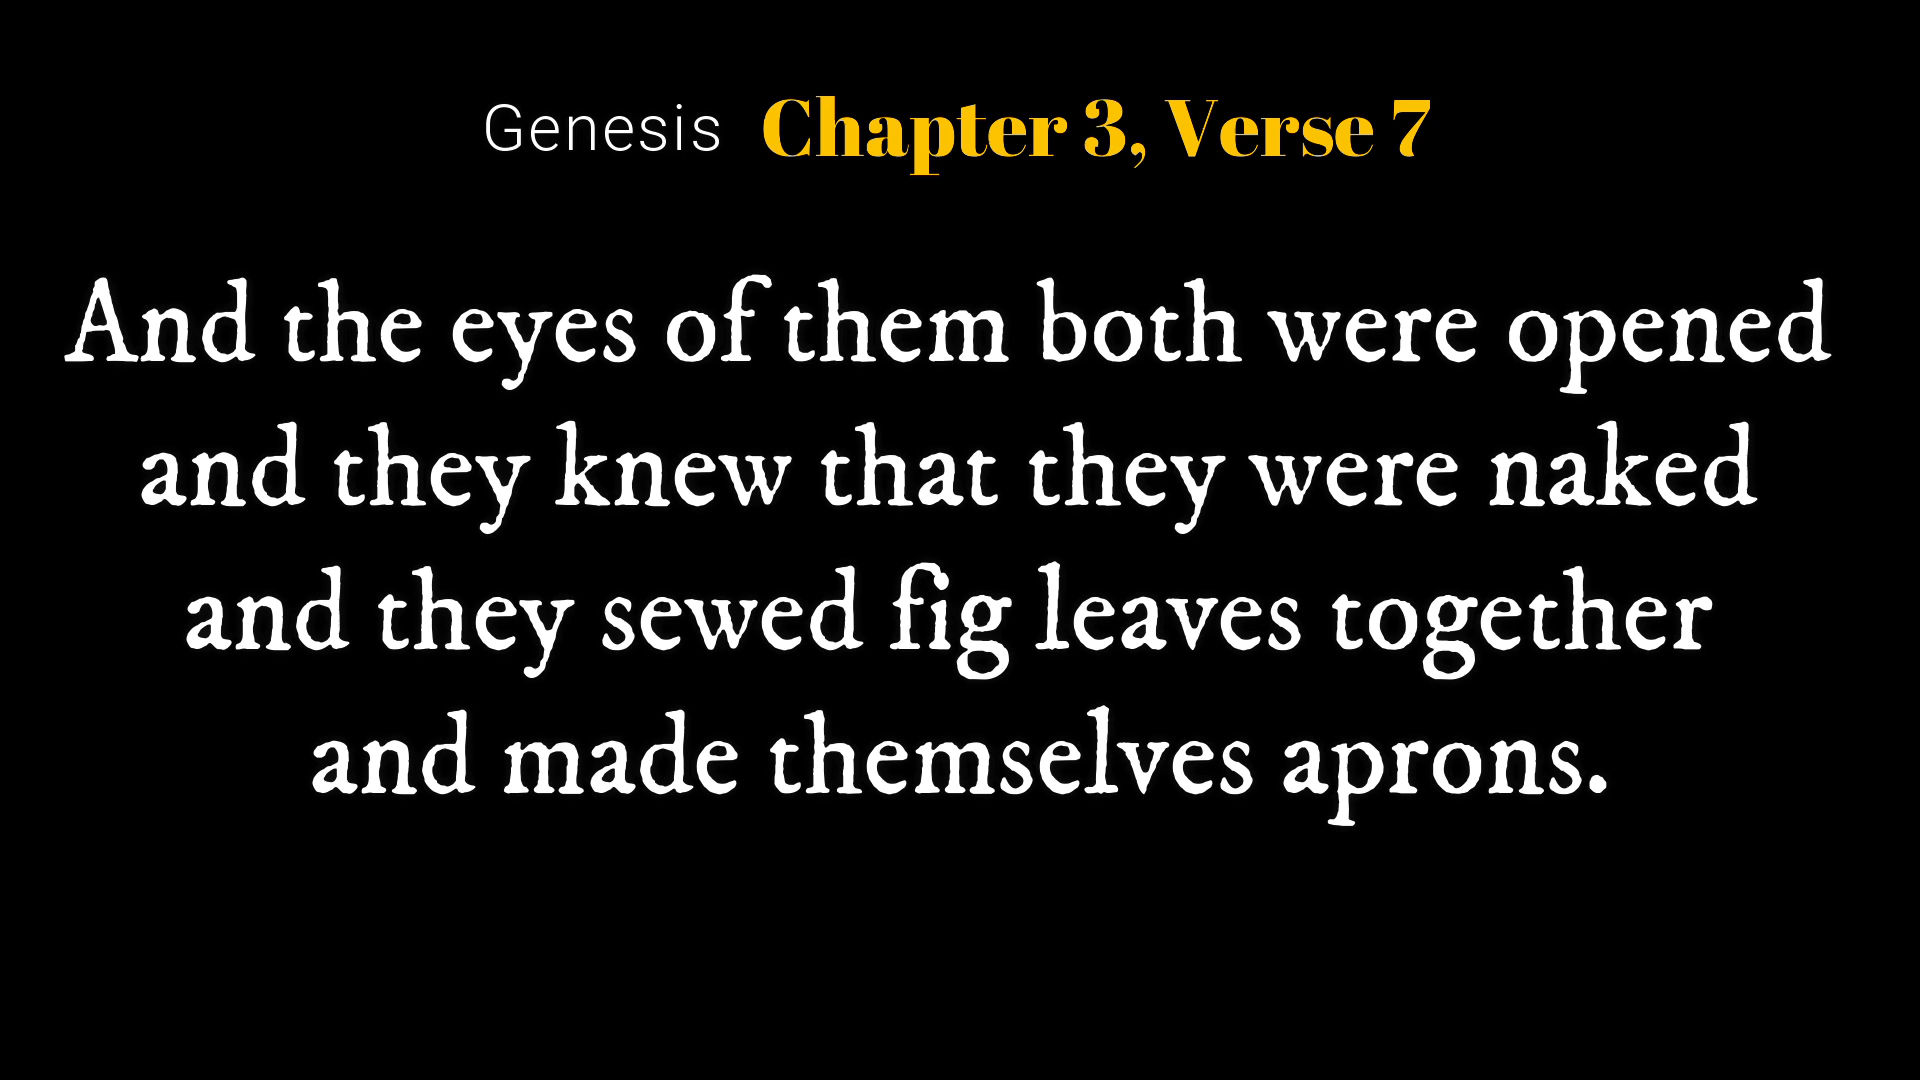 Genesis Chapter 3, Verse 7
And the eyes of them both were opened
and they knew that they were naked
and they sewed fig leaves together
and made themselves aprons.